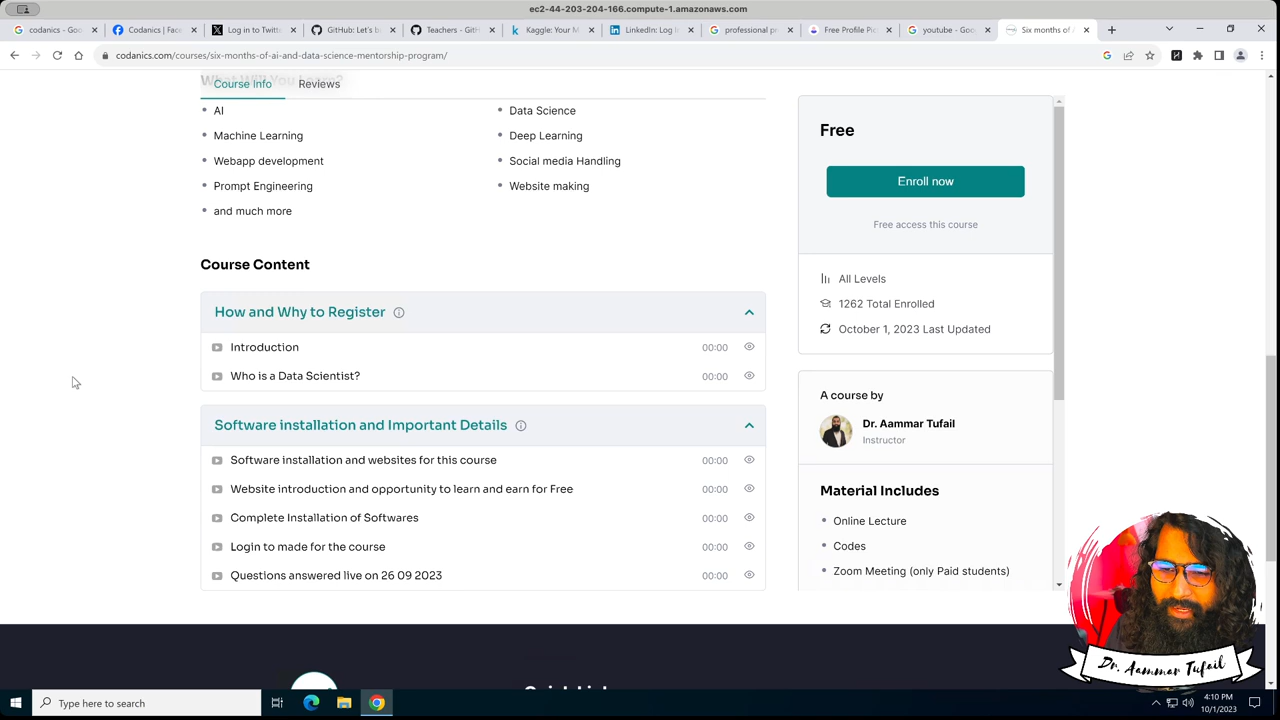 ec2-44-203-204-166.compute-1.amazonaws.com
codanics - Go
Codanics | Face
Log in to Twitte
GitHub: Let's b
Teachers - GitH
Kaggle: Your M
LinkedIn: Log I
professional pr
Free Profile Pic
youtube - Goog
Six months of A
codanics.com/courses/six-months-of-ai-and-data-science-mentorship-program/
What Will You Learn?
Course Info
Reviews
AI
Data Science
Machine Learning
Deep Learning
Webapp development
Social media Handling
Prompt Engineering
Website making
and much more
Course Content
How and Why to Register
Introduction 00:00
Who is a Data Scientist? 00:00
Software installation and Important Details
Software installation and websites for this course 00:00
Website introduction and opportunity to learn and earn for Free 00:00
Complete Installation of Softwares 00:00
Login to made for the course 00:00
Questions answered live on 26 09 2023 00:00
Free
Enroll now
Free access this course
All Levels
1262 Total Enrolled
October 1, 2023 Last Updated
A course by
Dr. Aammar Tufail
Instructor
Material Includes
Online Lecture
Codes
Zoom Meeting (only Paid students)
Dr. Aammar Tufail
Type here to search
4:10 PM
10/1/2023